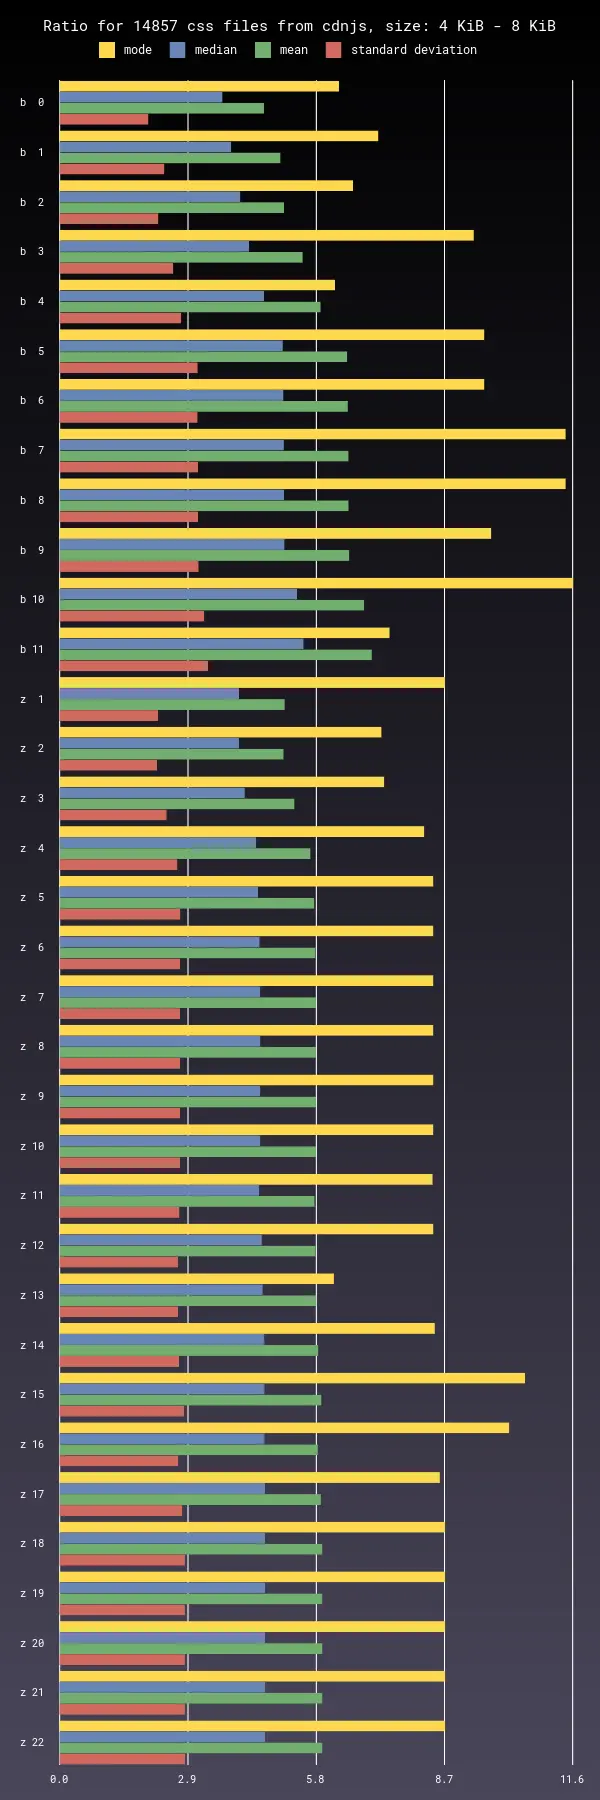 Ratio for 14857 css files from cdnjs, size: 4 KiB - 8 KiB
mode median mean standard deviation
b 0
b 1
b 2
b 3
b 4
b 5
b 6
b 7
b 8
b 9
b 10
b 11
z 1
z 2
z 3
z 4
z 5
z 6
z 7
z 8
z 9
z 10
z 11
z 12
z 13
z 14
z 15
z 16
z 17
z 18
z 19
z 20
z 21
z 22
0.0 2.9 5.8 8.7 11.6